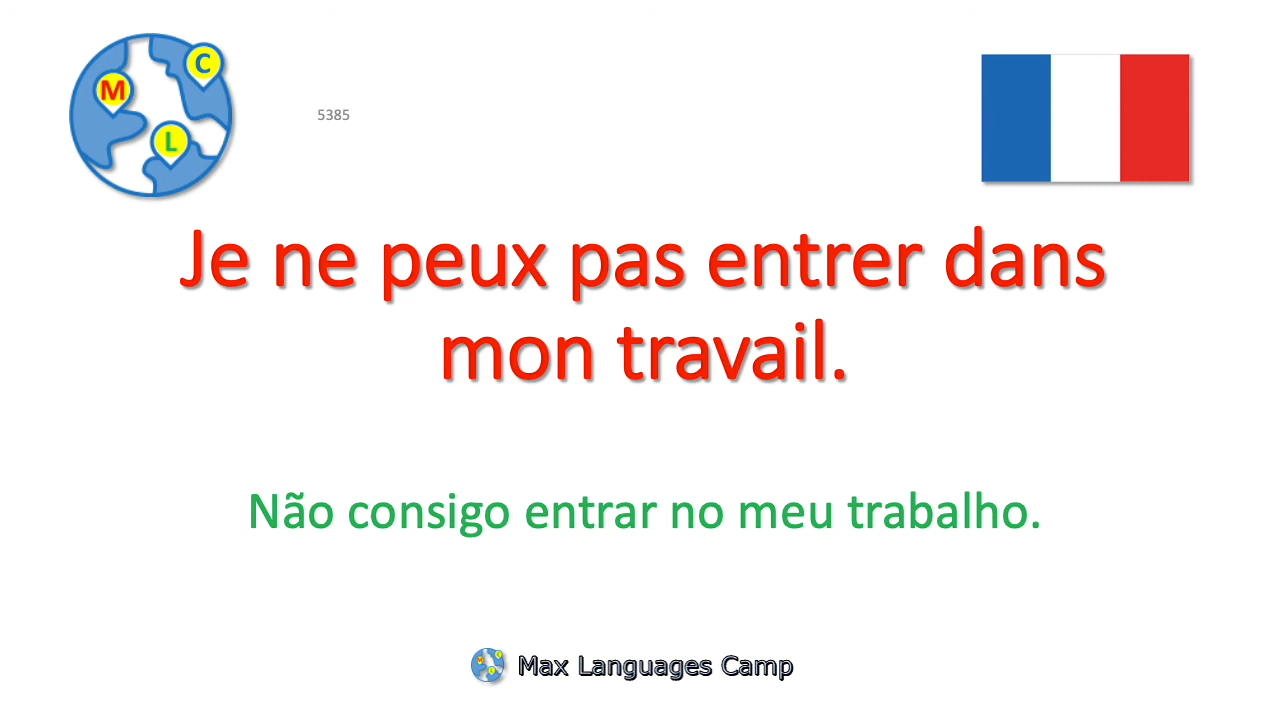 C
M
L
5385
Je ne peux pas entrer dans
mon travail.
Não consigo entrar no meu trabalho.
Max Languages Camp